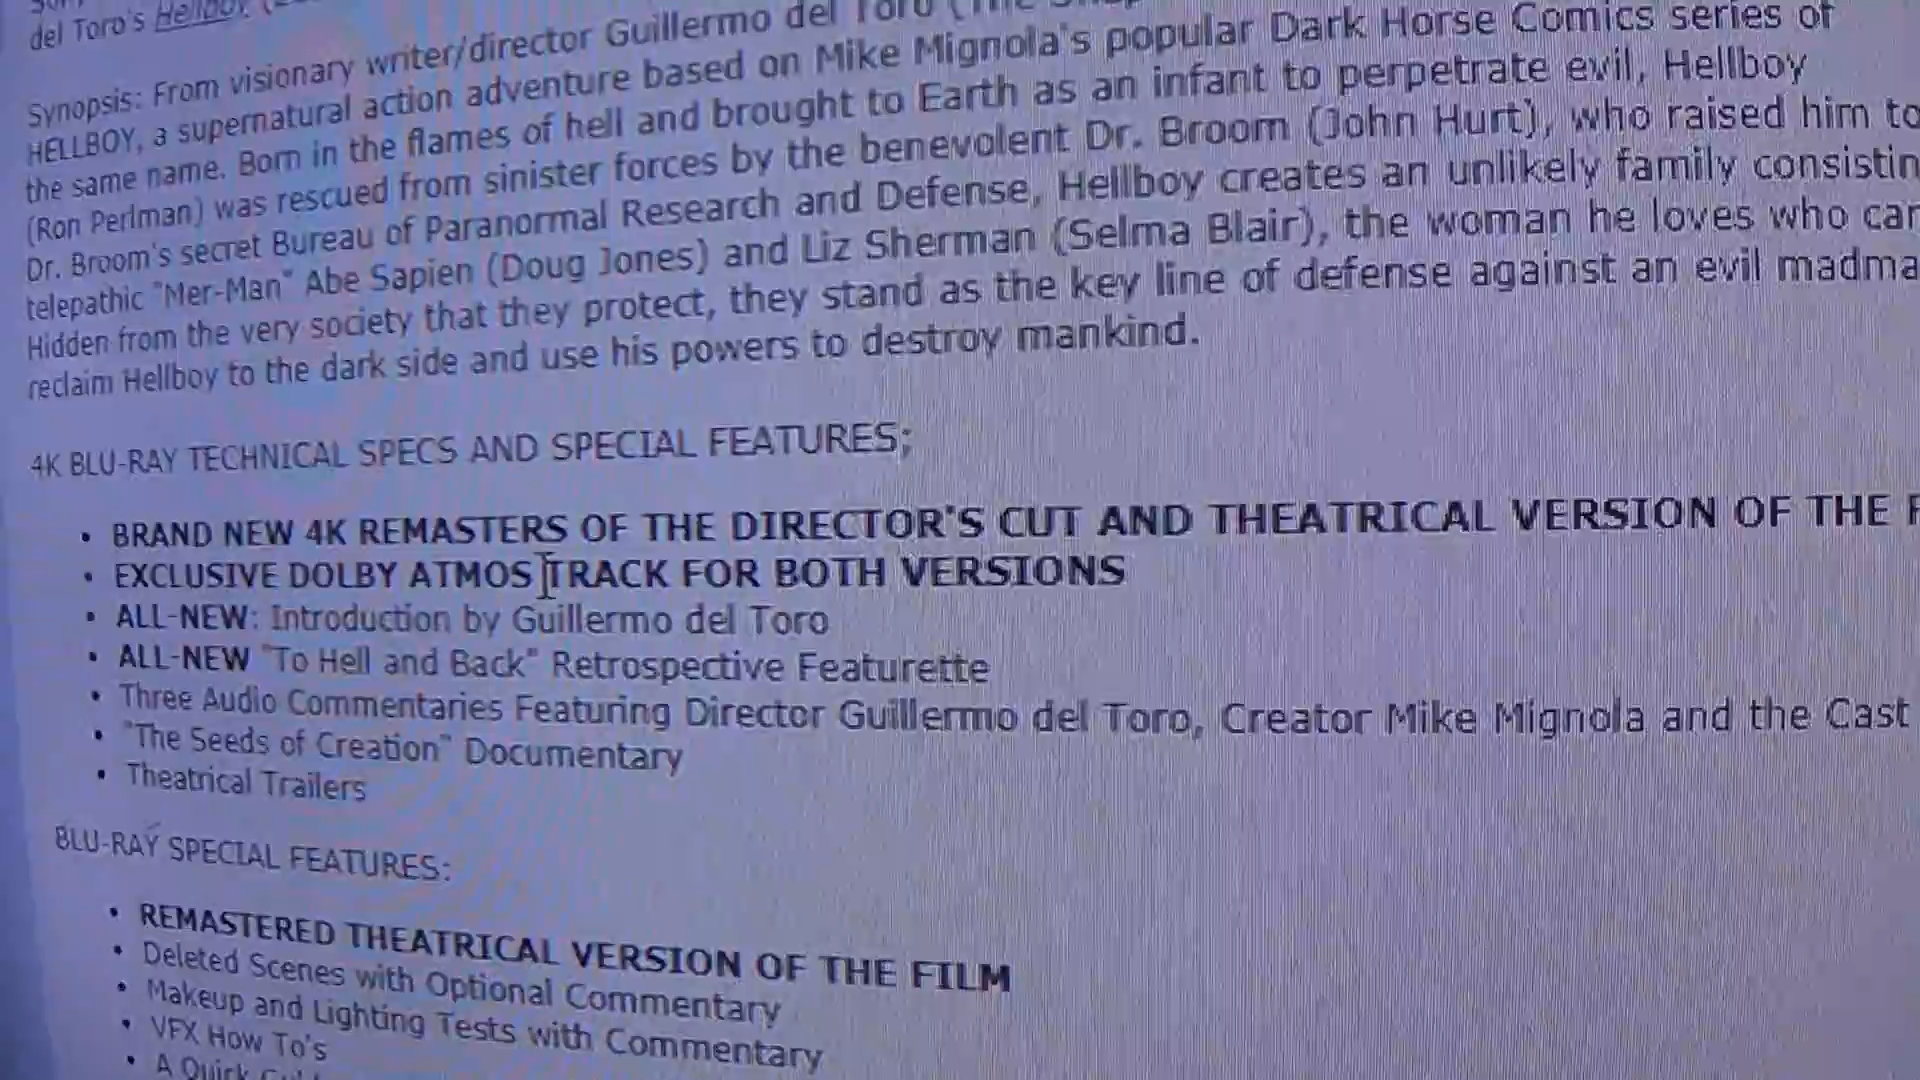 del Toro's Hellboy
Synopsis: From visionary writer/director Guillermo del Toro (The
HELLBOY, a supernatural action adventure based on Mike Mignola's popular Dark Horse Comics series of
the same name. Born in the flames of hell and brought to Earth as an infant to perpetrate evil, Hellboy
(Ron Perlman) was rescued from sinister forces by the benevolent Dr. Broom (John Hurt), who raised him to
Dr. Broom's secret Bureau of Paranormal Research and Defense, Hellboy creates an unlikely family
telepathic "Mer-Man" Abe Sapien (Doug Jones) and Liz Sherman (Selma Blair), the woman he loves who
Hidden from the very society that they protect, they stand as the key line of defense against an evil
reclaim Hellboy to the dark side and use his powers to destroy mankind.
4K BLU-RAY TECHNICAL SPECS AND SPECIAL FEATURES;
• BRAND NEW 4K REMASTERS OF THE DIRECTOR'S CUT AND THEATRICAL VERSION OF THE
• EXCLUSIVE DOLBY ATMOS TRACK FOR BOTH VERSIONS
• ALL-NEW: Introduction by Guillermo del Toro
• ALL-NEW "To Hell and Back" Retrospective Featurette
• Three Audio Commentaries Featuring Director Guillermo del Toro, Creator Mike Mignola and the Cast
• "The Seeds of Creation" Documentary
• Theatrical Trailers
BLU-RAY SPECIAL FEATURES:
• REMASTERED THEATRICAL VERSION OF THE FILM
• Deleted Scenes with Optional Commentary
• Makeup and Lighting Tests with Commentary
• VFX How To's
• A Quick